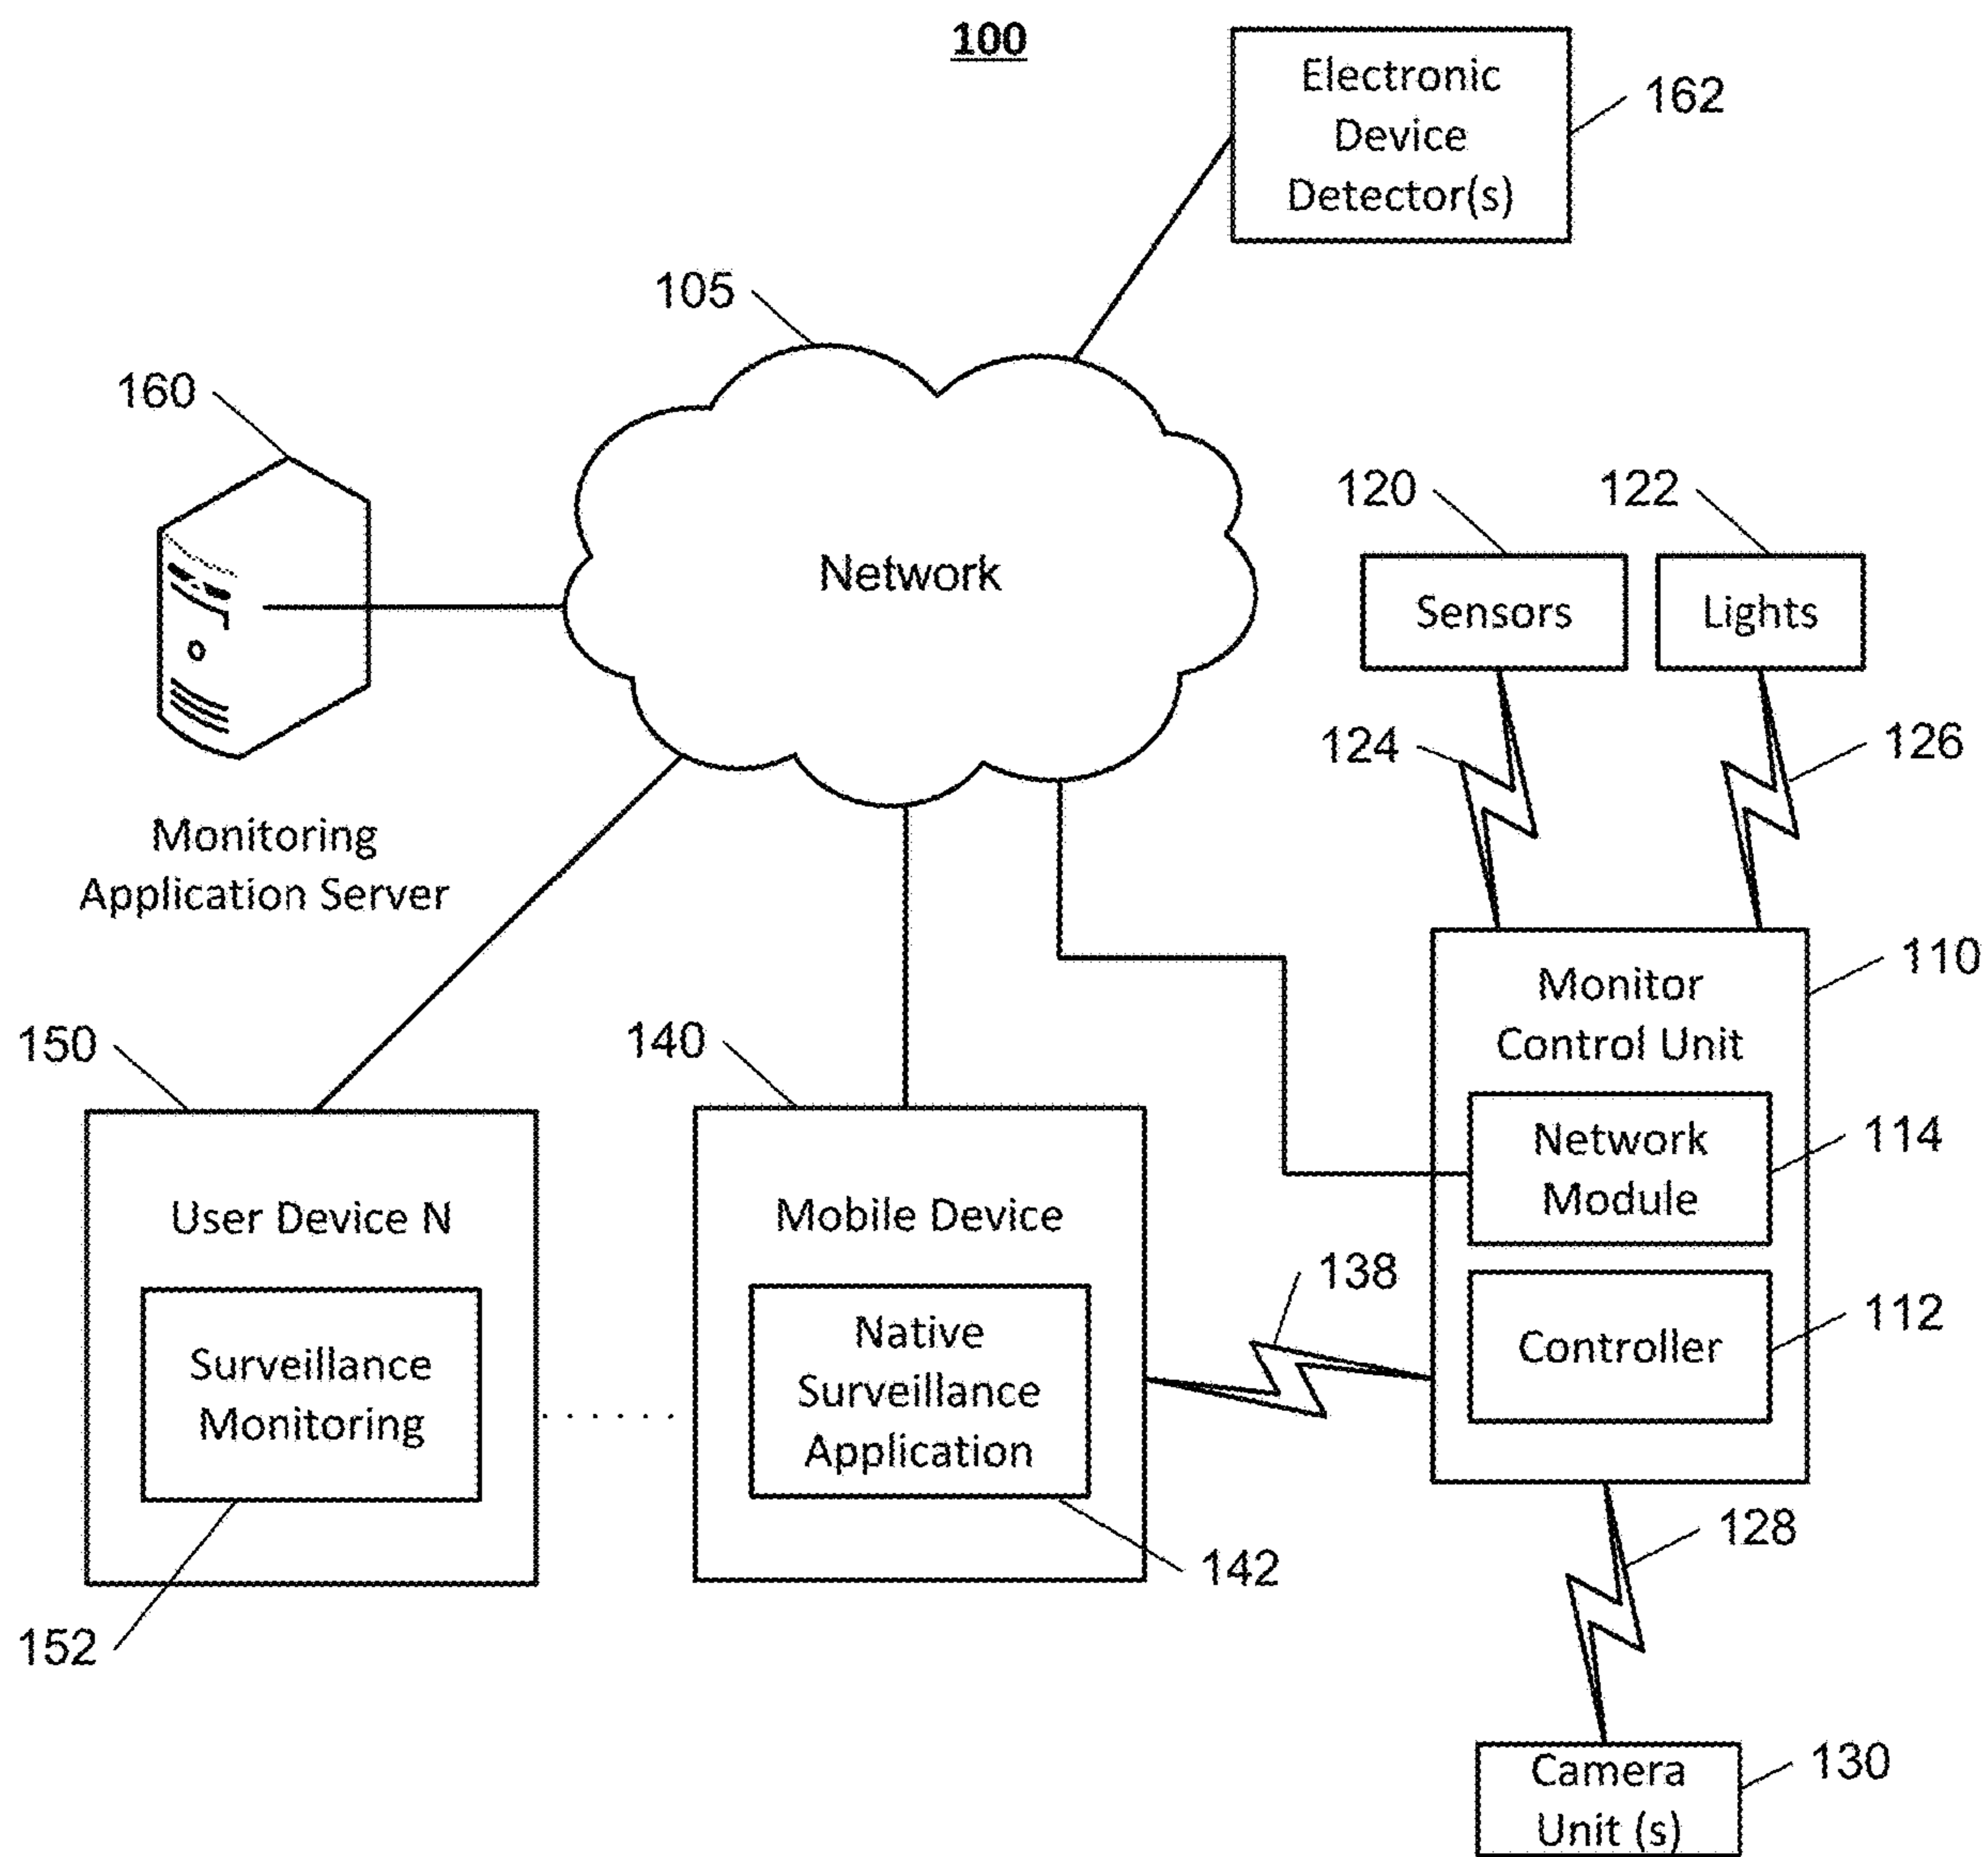 100
Electronic
Device
Detector(s)
162
105
160
Network
120
122
Sensors
Lights
124
126
Monitoring
Application Server
110
Monitor
Control Unit
150
140
Network
Module
114
User Device N
Mobile Device
138
112
Controller
Surveillance
Monitoring
Native
Surveillance
Application
152
142
128
Camera
Unit (s)
130